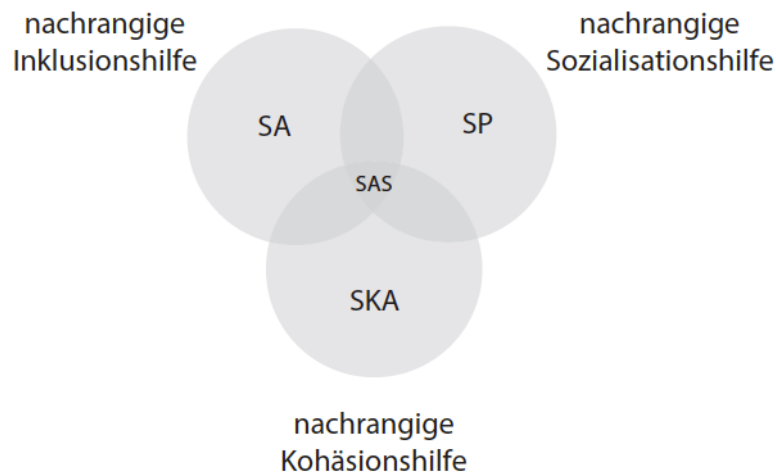 nachrangige
Inklusionshilfe
nachrangige
Sozialisationshilfe
SA
SP
SAS
SKA
nachrangige
Kohäsionshilfe